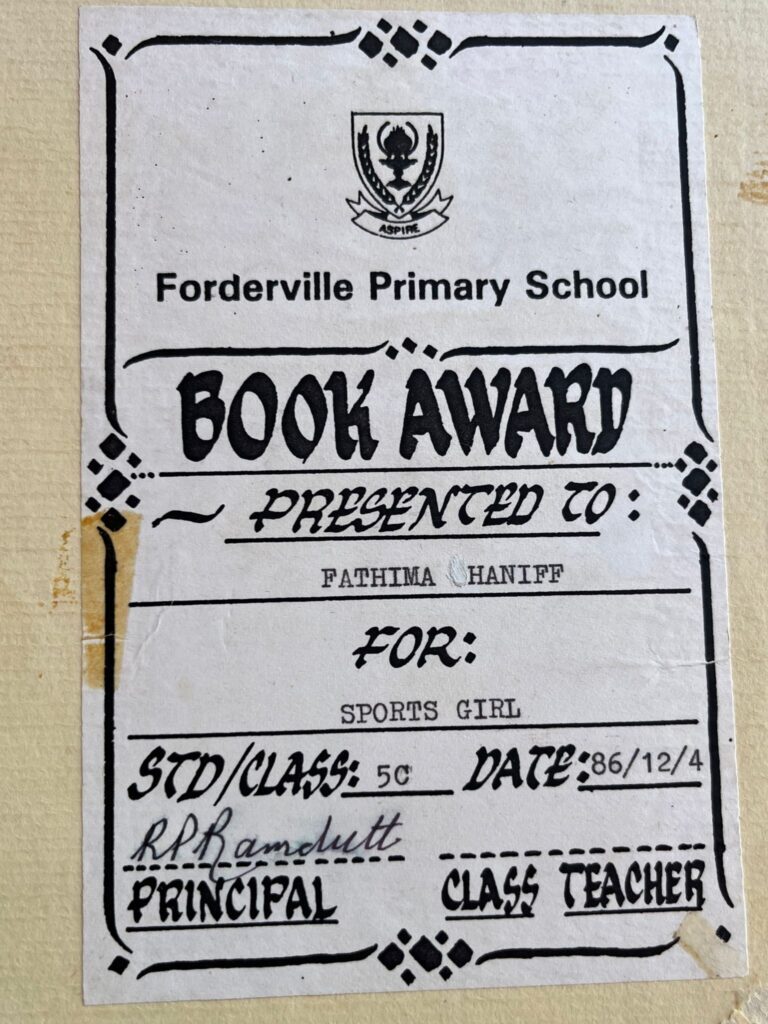 ASPIRE
Forderville Primary School
BOOK AWARD
~ PRESENTED TO:
FATHIMA HANIFF
FOR:
SPORTS GIRL
STD/CLASS: 5C DATE: 86/12/4
R P Ramdutt
PRINCIPAL CLASS TEACHER